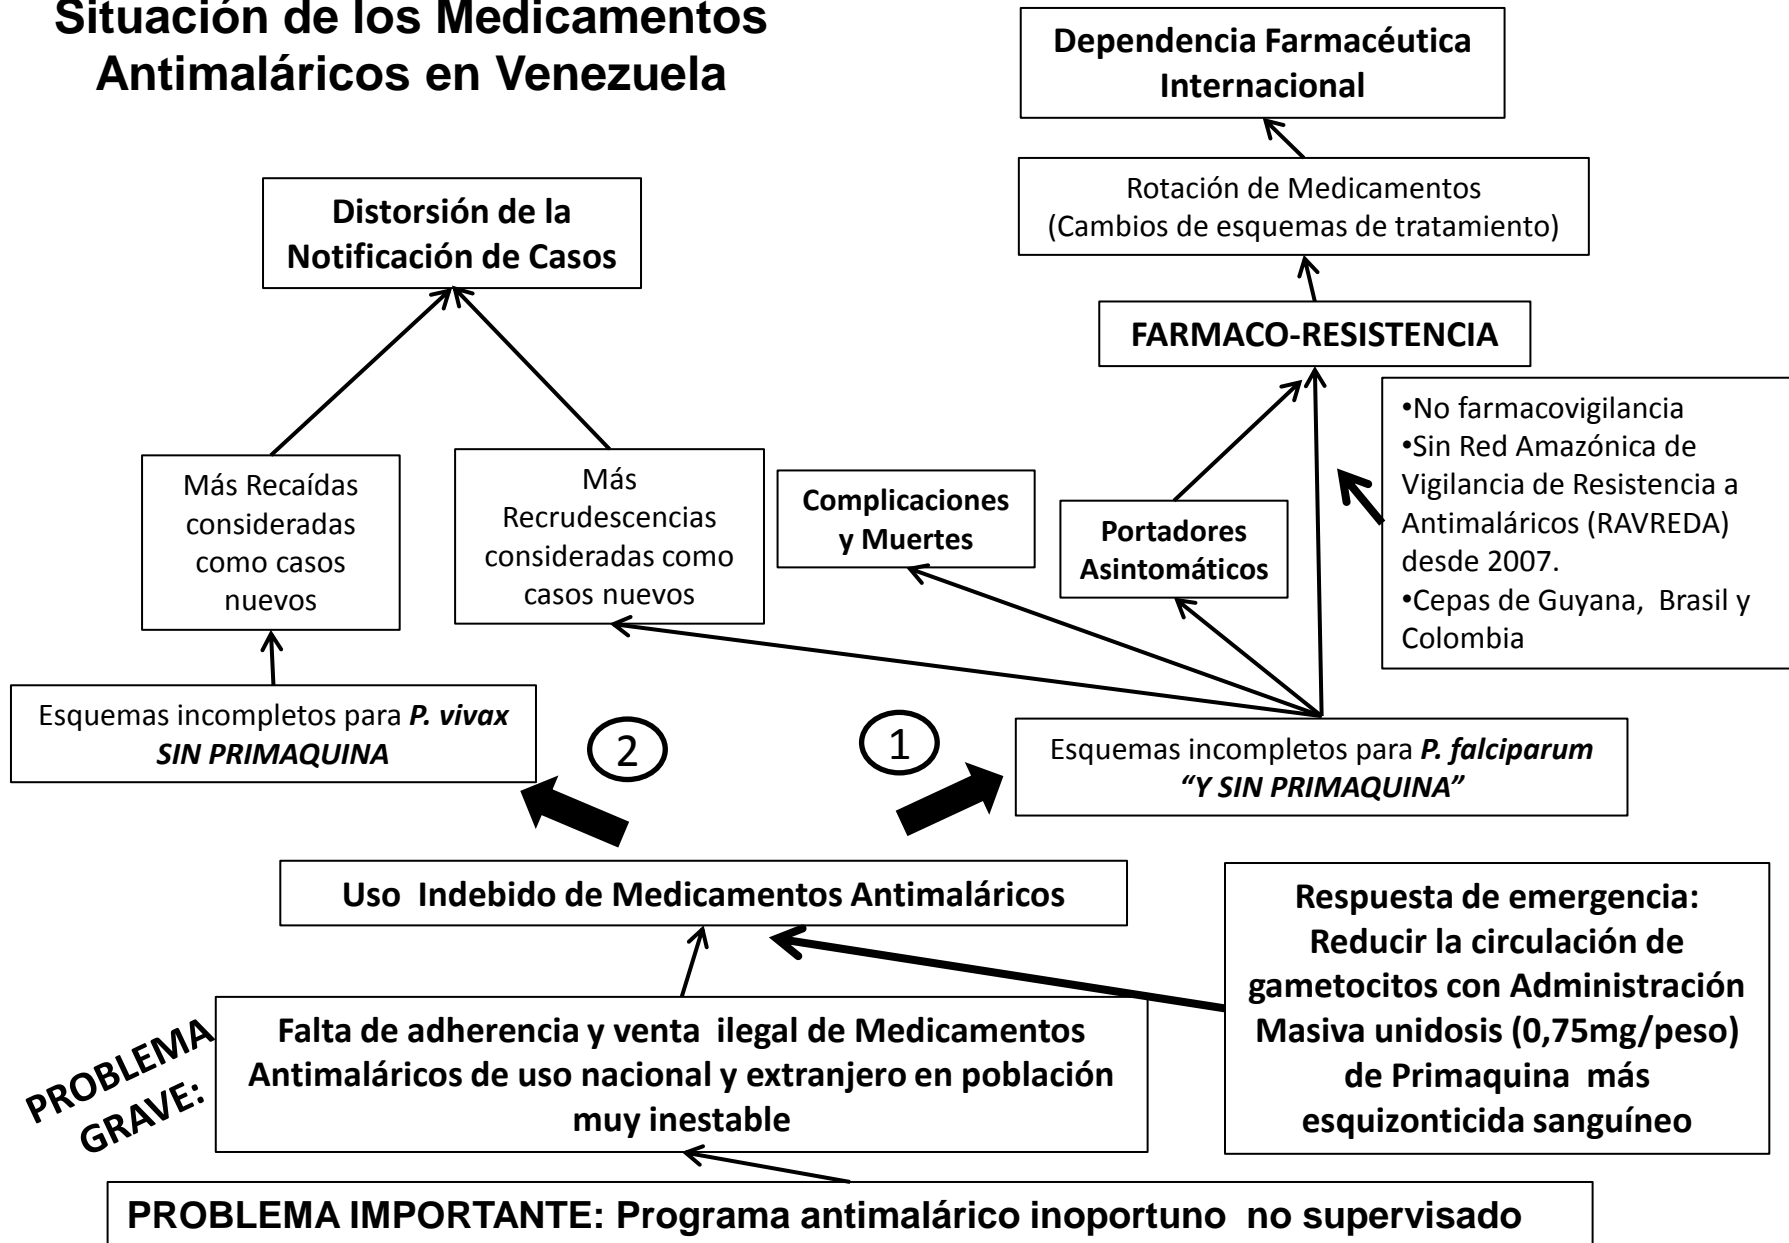 Situación de los Medicamentos
Antimaláricos en Venezuela
Dependencia Farmacéutica
Internacional
Rotación de Medicamentos
(Cambios de esquemas de tratamiento)
Distorsión de la
Notificación de Casos
FARMACO-RESISTENCIA
•No farmacovigilancia
•Sin Red Amazónica de
Vigilancia de Resistencia a
Antimaláricos (RAVREDA)
desde 2007.
•Cepas de Guyana, Brasil y
Colombia
Más Recaídas
consideradas
como casos
nuevos
Más
Recrudescencias
consideradas como
casos nuevos
Complicaciones
y Muertes
Portadores
Asintomáticos
Esquemas incompletos para P. vivax
SIN PRIMAQUINA
2
1
Esquemas incompletos para P. falciparum
“Y SIN PRIMAQUINA”
Uso Indebido de Medicamentos Antimaláricos
Respuesta de emergencia:
Reducir la circulación de
gametocitos con Administración
Masiva unidosis (0,75mg/peso)
de Primaquina más
esquizonticida sanguíneo
PROBLEMA
GRAVE:
Falta de adherencia y venta ilegal de Medicamentos
Antimaláricos de uso nacional y extranjero en población
muy inestable
PROBLEMA IMPORTANTE: Programa antimalárico inoportuno no supervisado